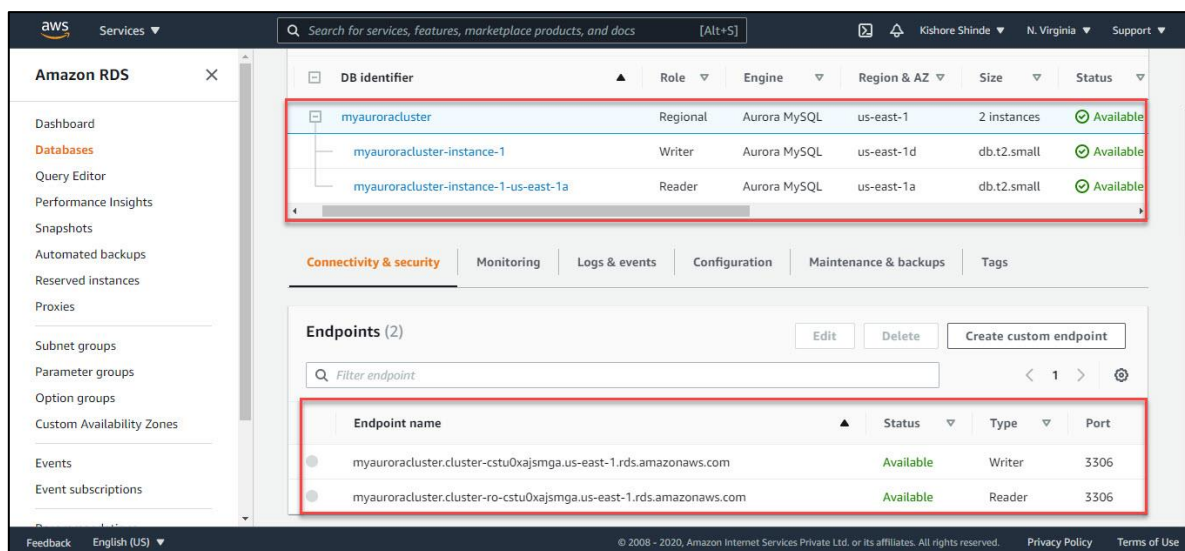 aws Services ▼ Search for services, features, marketplace products, and docs [Alt+S] Kishore Shinde ▼ N. Virginia ▼ Support ▼
Amazon RDS
Dashboard
Databases
Query Editor
Performance Insights
Snapshots
Automated backups
Reserved instances
Proxies
Subnet groups
Parameter groups
Option groups
Custom Availability Zones
Events
Event subscriptions
DB identifier Role Engine Region & AZ Size Status
myauroracluster Regional Aurora MySQL us-east-1 2 instances Available
myauroracluster-instance-1 Writer Aurora MySQL us-east-1d db.t2.small Available
myauroracluster-instance-1-us-east-1a Reader Aurora MySQL us-east-1a db.t2.small Available
Connectivity & security Monitoring Logs & events Configuration Maintenance & backups Tags
Endpoints (2) Edit Delete Create custom endpoint
Filter endpoint 1
Endpoint name Status Type Port
myauroracluster.cluster-cstu0xajsmga.us-east-1.rds.amazonaws.com Available Writer 3306
myauroracluster.cluster-ro-cstu0xajsmga.us-east-1.rds.amazonaws.com Available Reader 3306
Feedback English (US) ▼ © 2008 - 2020, Amazon Internet Services Private Ltd. or its affiliates. All rights reserved. Privacy Policy Terms of Use